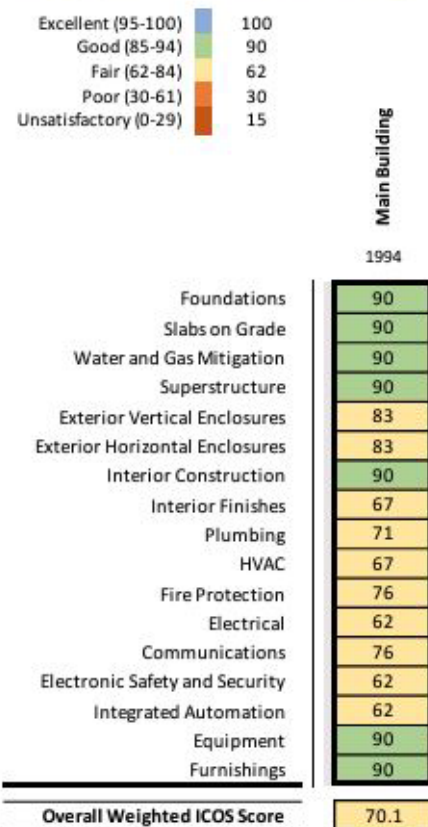 Excellent (95-100) 100
Good (85-94) 90
Fair (62-84) 62
Poor (30-61) 30
Unsatisfactory (0-29) 15
Main Building
1994
Foundations 90
Slabs on Grade 90
Water and Gas Mitigation 90
Superstructure 90
Exterior Vertical Enclosures 83
Exterior Horizontal Enclosures 83
Interior Construction 90
Interior Finishes 67
Plumbing 71
HVAC 67
Fire Protection 76
Electrical 62
Communications 76
Electronic Safety and Security 62
Integrated Automation 62
Equipment 90
Furnishings 90
Overall Weighted ICOS Score 70.1